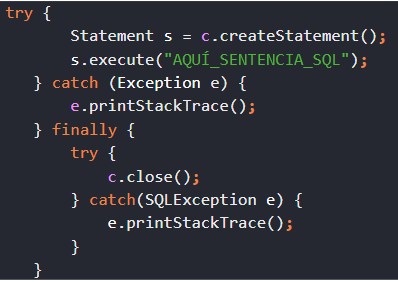 try {
Statement s = c.createStatement();
s.execute("AQUÍ_SENTENCIA_SQL");
} catch (Exception e) {
e.printStackTrace();
} finally {
try {
c.close();
} catch(SQLException e) {
e.printStackTrace();
}
}